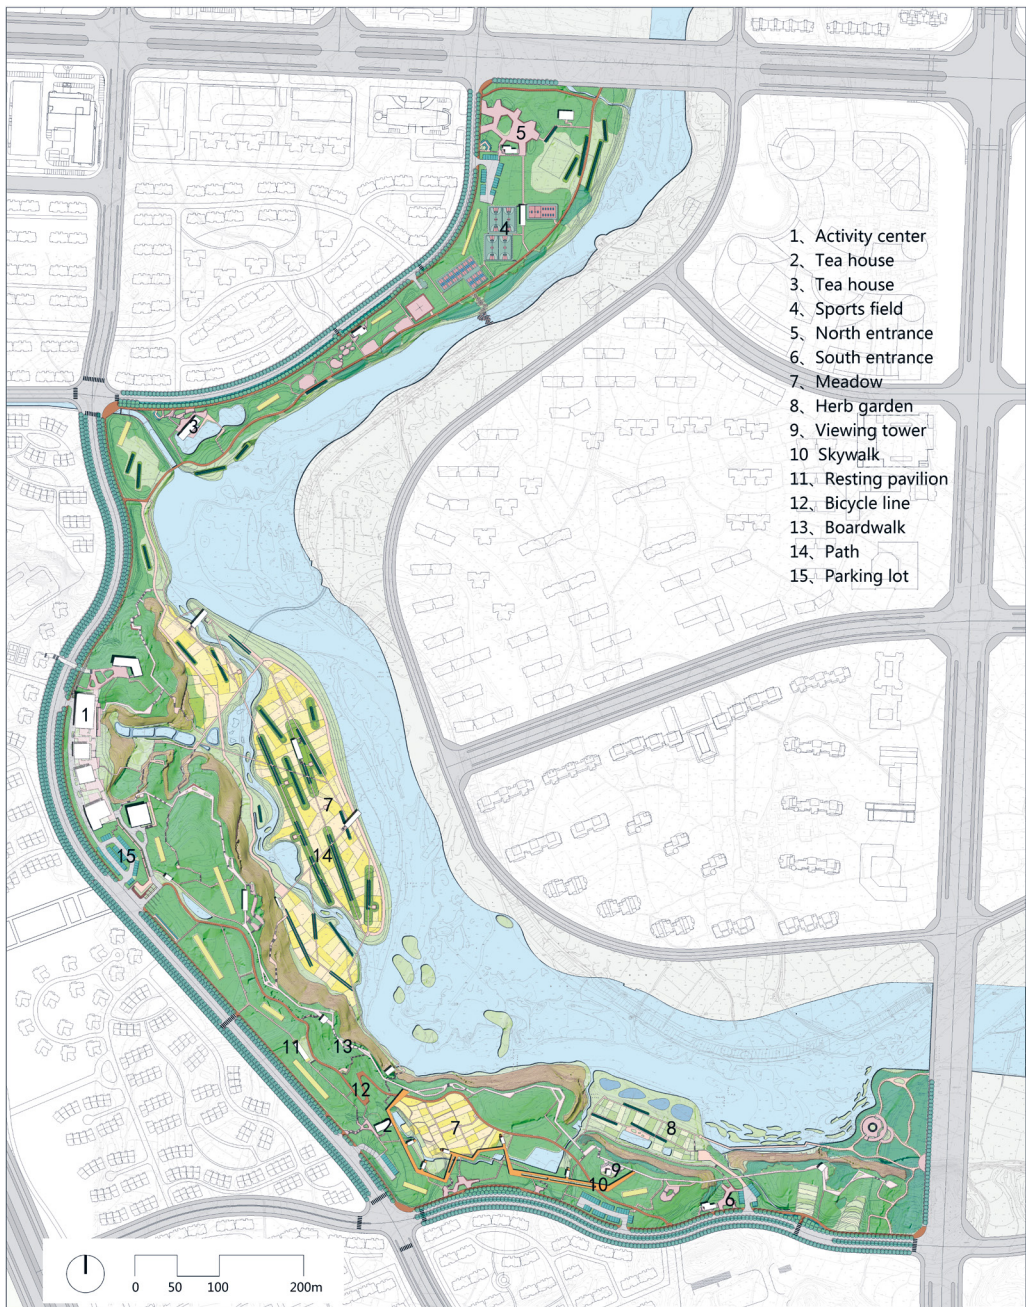 5
4
1、Activity center
2、Tea house
3、Tea house
4、Sports field
5、North entrance
6、South entrance
7、Meadow
8、Herb garden
9、Viewing tower
10 Skywalk
11、Resting pavilion
12、Bicycle line
13、Boardwalk
14、Path
15、Parking lot
3
1
7
14
15
11
13
12
2
7
8
9
10
6
0 50 100 200m